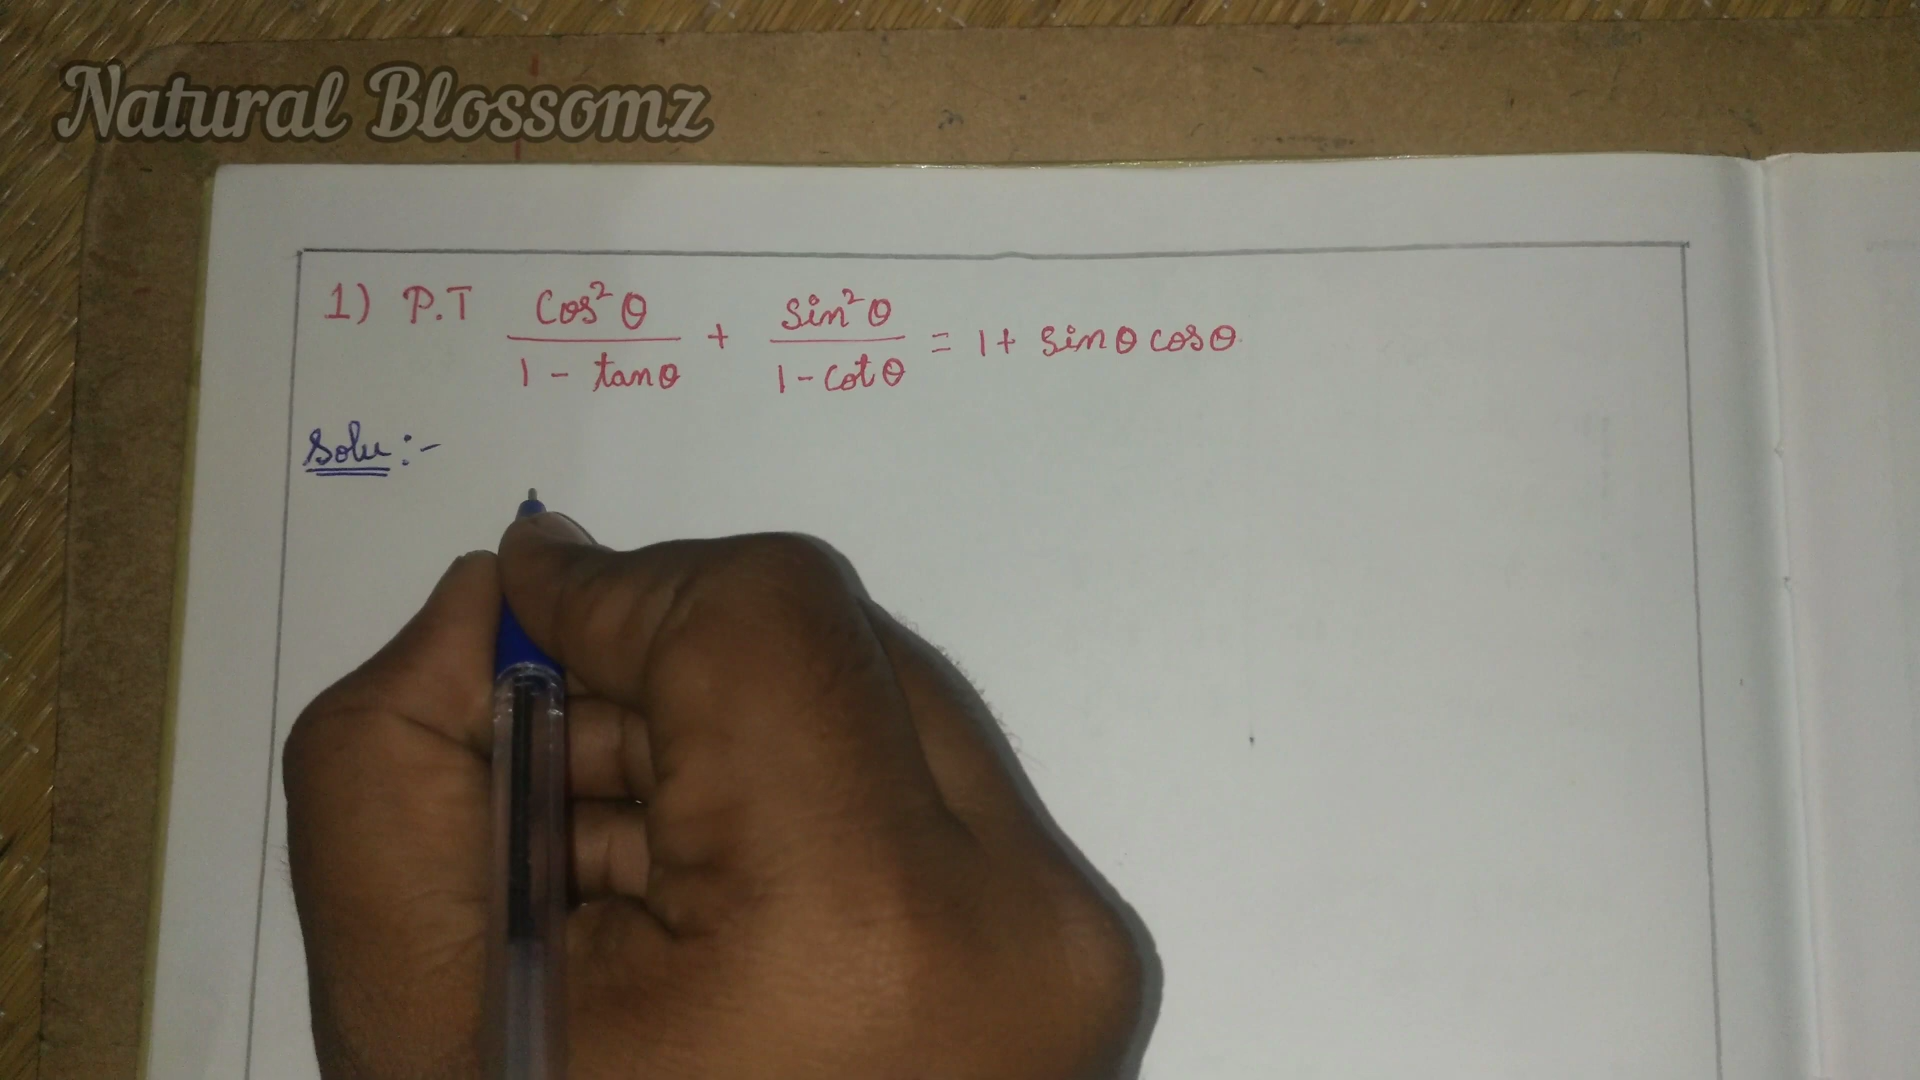 Natural Blossomz
1) P.T Cos²θ / 1 - tanθ + Sin²θ / 1 - Cotθ = 1 + Sinθ cosθ
Solu :-